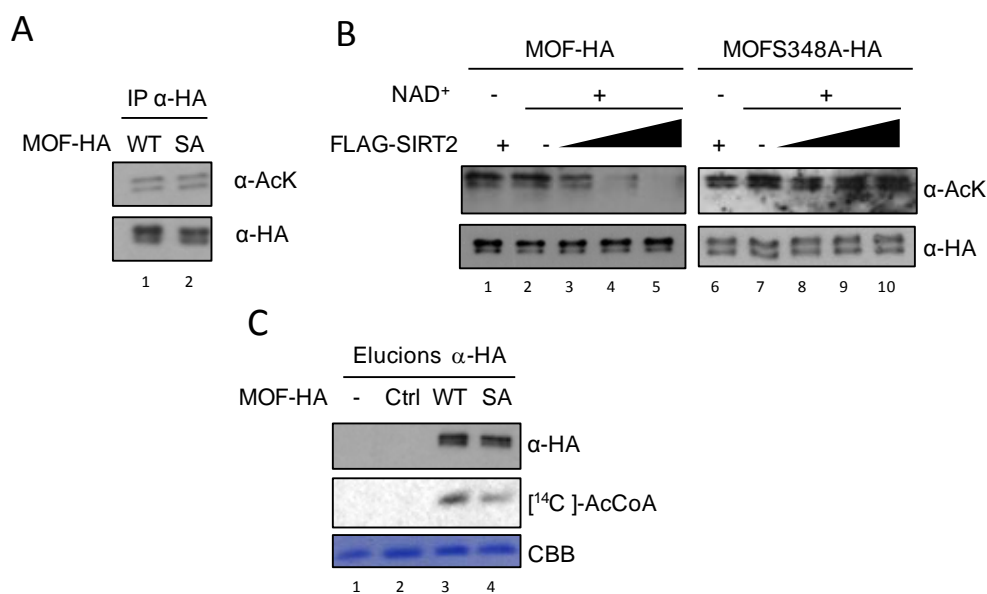 A
IP α-HA
MOF-HA WT SA
α-AcK
α-HA
1 2
B
MOF-HA MOFS348A-HA
NAD⁺ - + - +
FLAG-SIRT2 + - + -
α-AcK
α-HA
1 2 3 4 5 6 7 8 9 10
C
Elucions α-HA
MOF-HA - Ctrl WT SA
α-HA
[¹⁴C ]-AcCoA
CBB
1 2 3 4